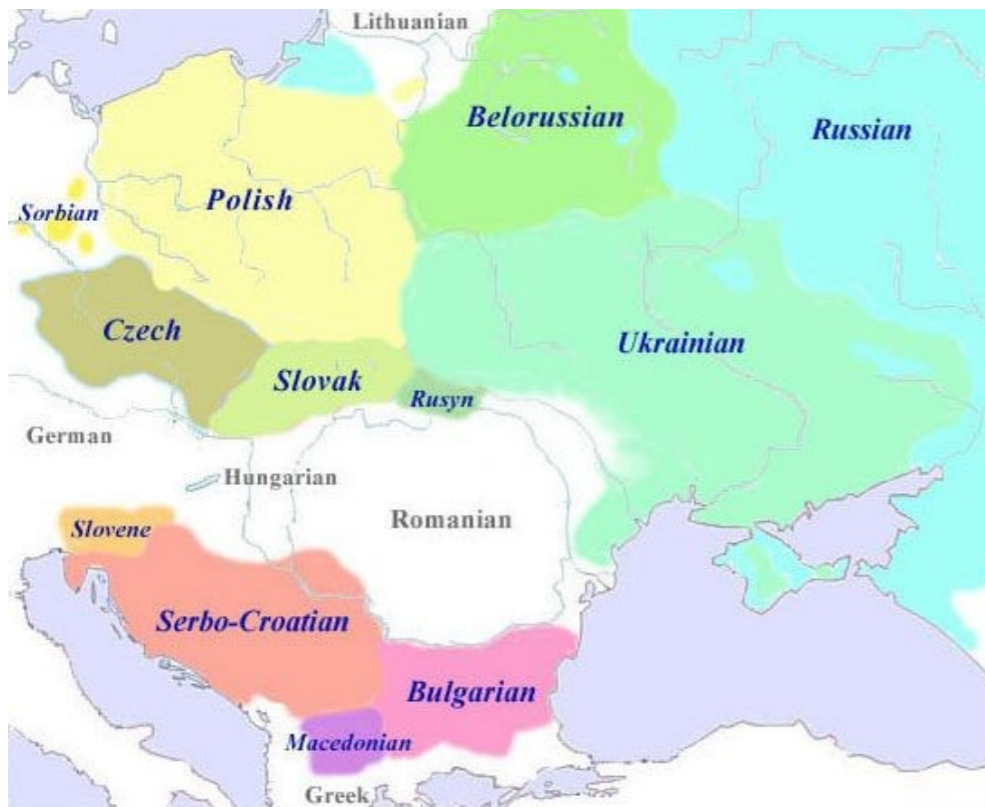 Lithuanian
Belorussian
Russian
Polish
Sorbian
Czech
Ukrainian
Slovak
Rusyn
German
Hungarian
Romanian
Slovene
Serbo-Croatian
Bulgarian
Macedonian
Greek